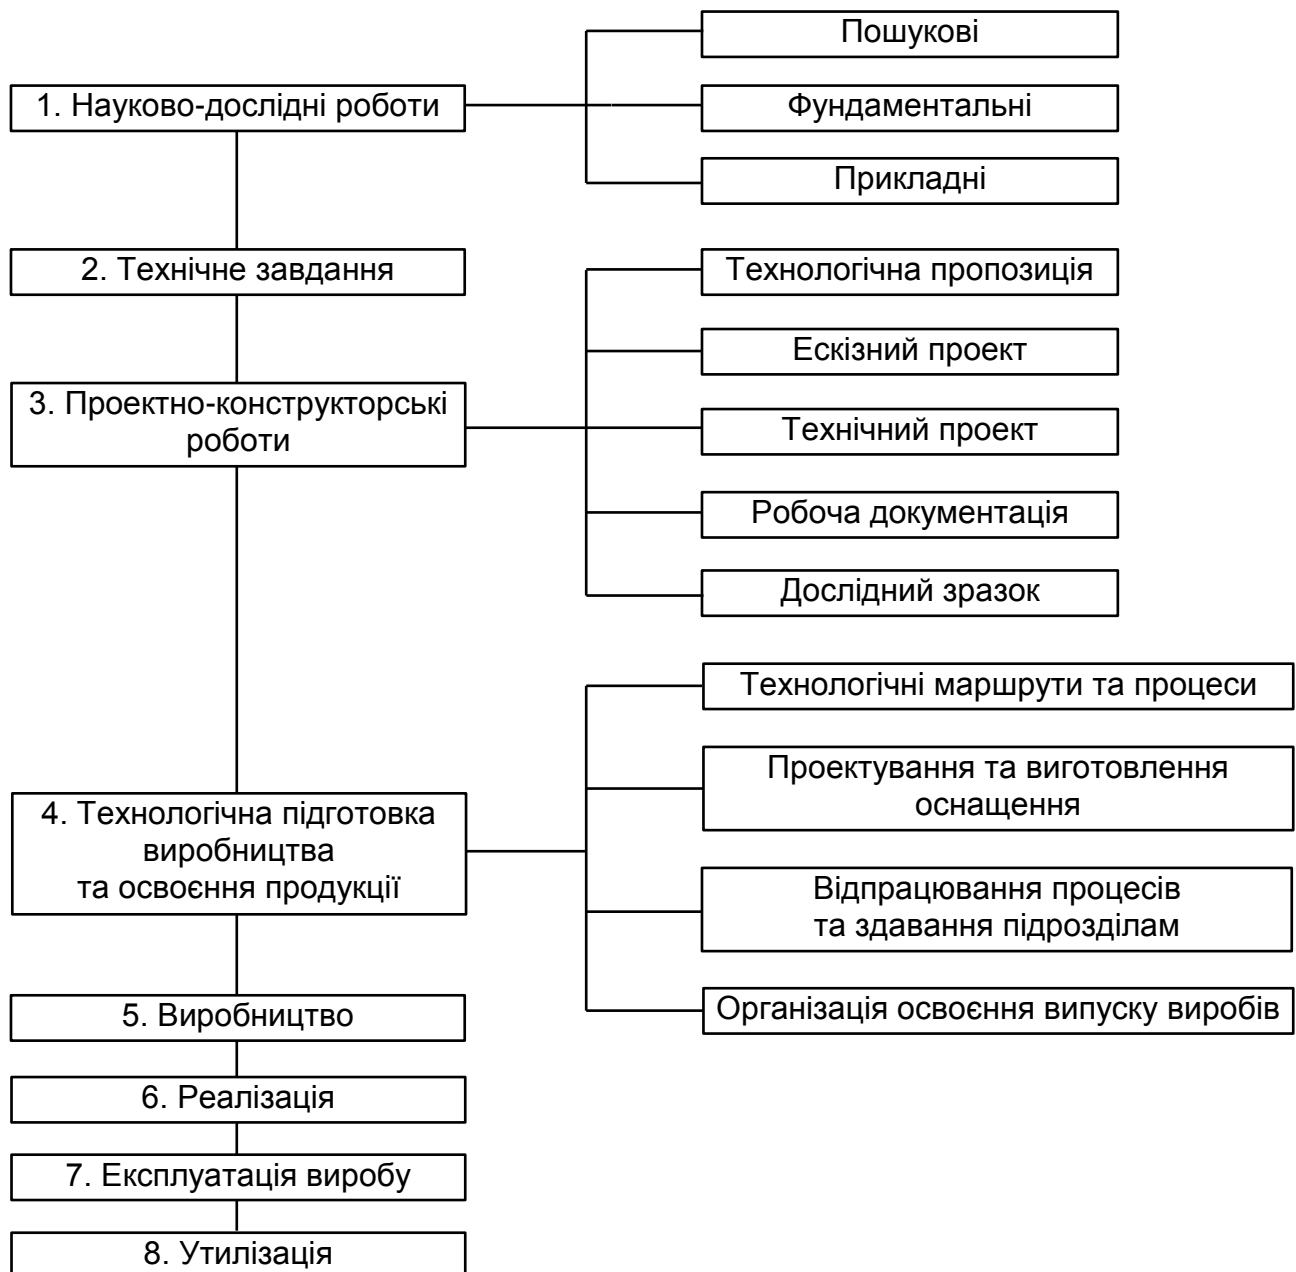 1. Науково-дослідні роботи
Пошукові
Фундаментальні
Прикладні
2. Технічне завдання
3. Проектно-конструкторські
роботи
Технологічна пропозиція
Ескізний проект
Технічний проект
Робоча документація
Дослідний зразок
4. Технологічна підготовка
виробництва
та освоєння продукції
Технологічні маршрути та процеси
Проектування та виготовлення
оснащення
Відпрацювання процесів
та здавання підрозділам
Організація освоєння випуску виробів
5. Виробництво
6. Реалізація
7. Експлуатація виробу
8. Утилізація